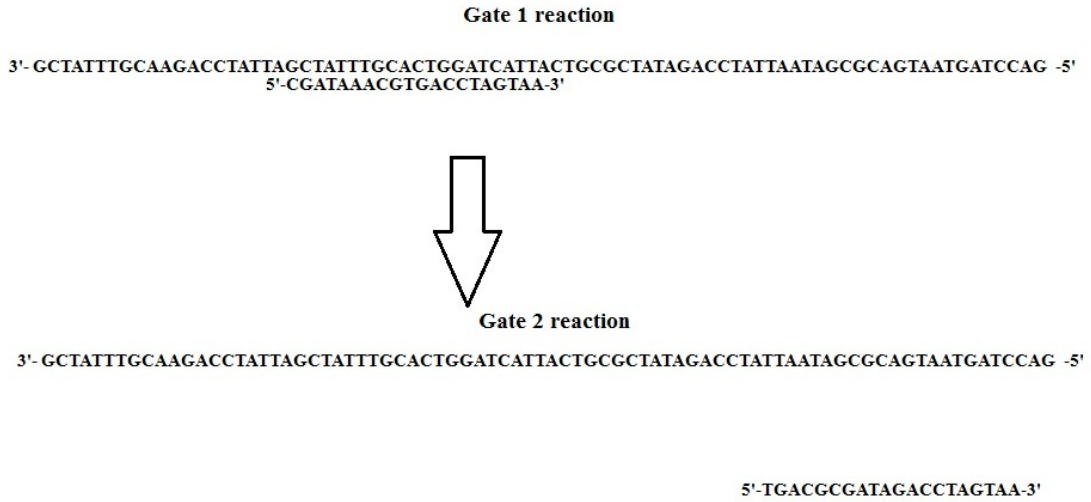 Gate 1 reaction
3'- GCTATTTGCAAGACCTATTAGCTATTTGCACTGGATCATTACTGCGCTATAGACCTATTAATAGCGCAGTAATGATCCAG -5'
5'-CGATAAACGTGACCTAGTAA-3'
Gate 2 reaction
3'- GCTATTTGCAAGACCTATTAGCTATTTGCACTGGATCATTACTGCGCTATAGACCTATTAATAGCGCAGTAATGATCCAG -5'
5'-TGACGCGATAGACCTAGTAA-3'